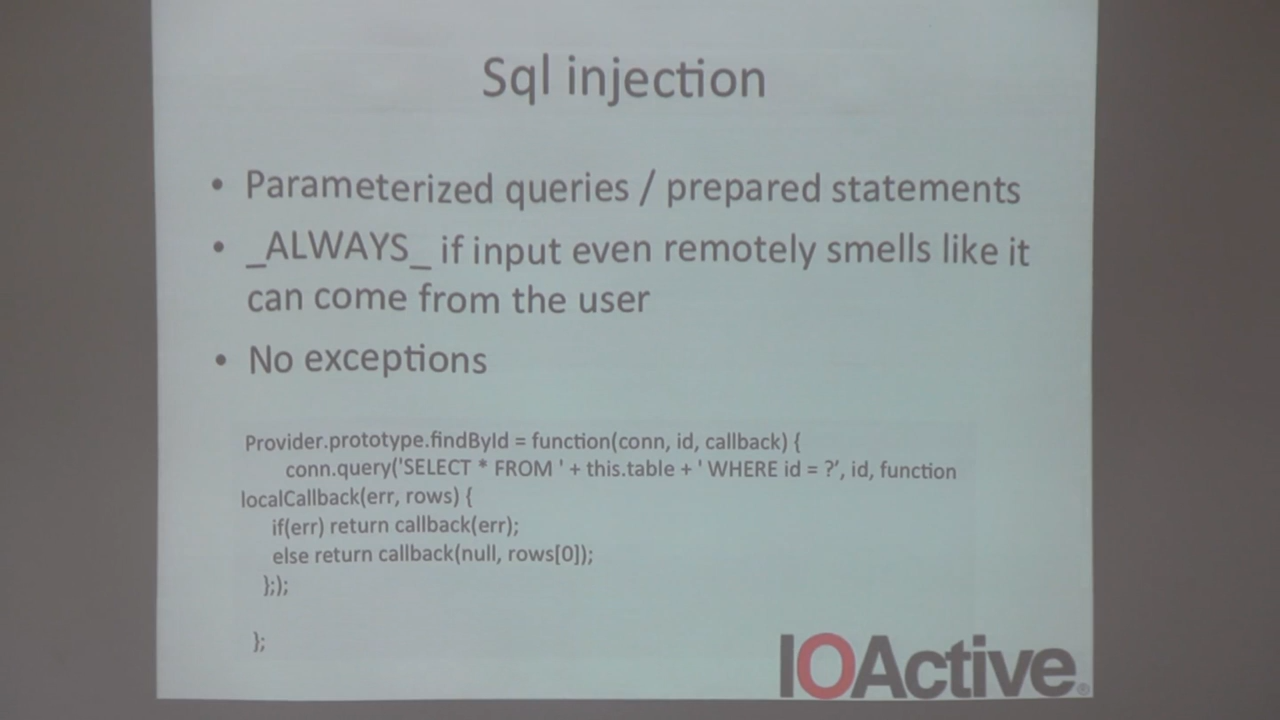 Sql injection
• Parameterized queries / prepared statements
• _ALWAYS_ if input even remotely smells like it
can come from the user
• No exceptions
Provider.prototype.findById = function(conn, id, callback) {
conn.query('SELECT * FROM ' + this.table + ' WHERE id = ?', id, function
localCallback(err, rows) {
if(err) return callback(err);
else return callback(null, rows[0]);
};);
};
IOActive®